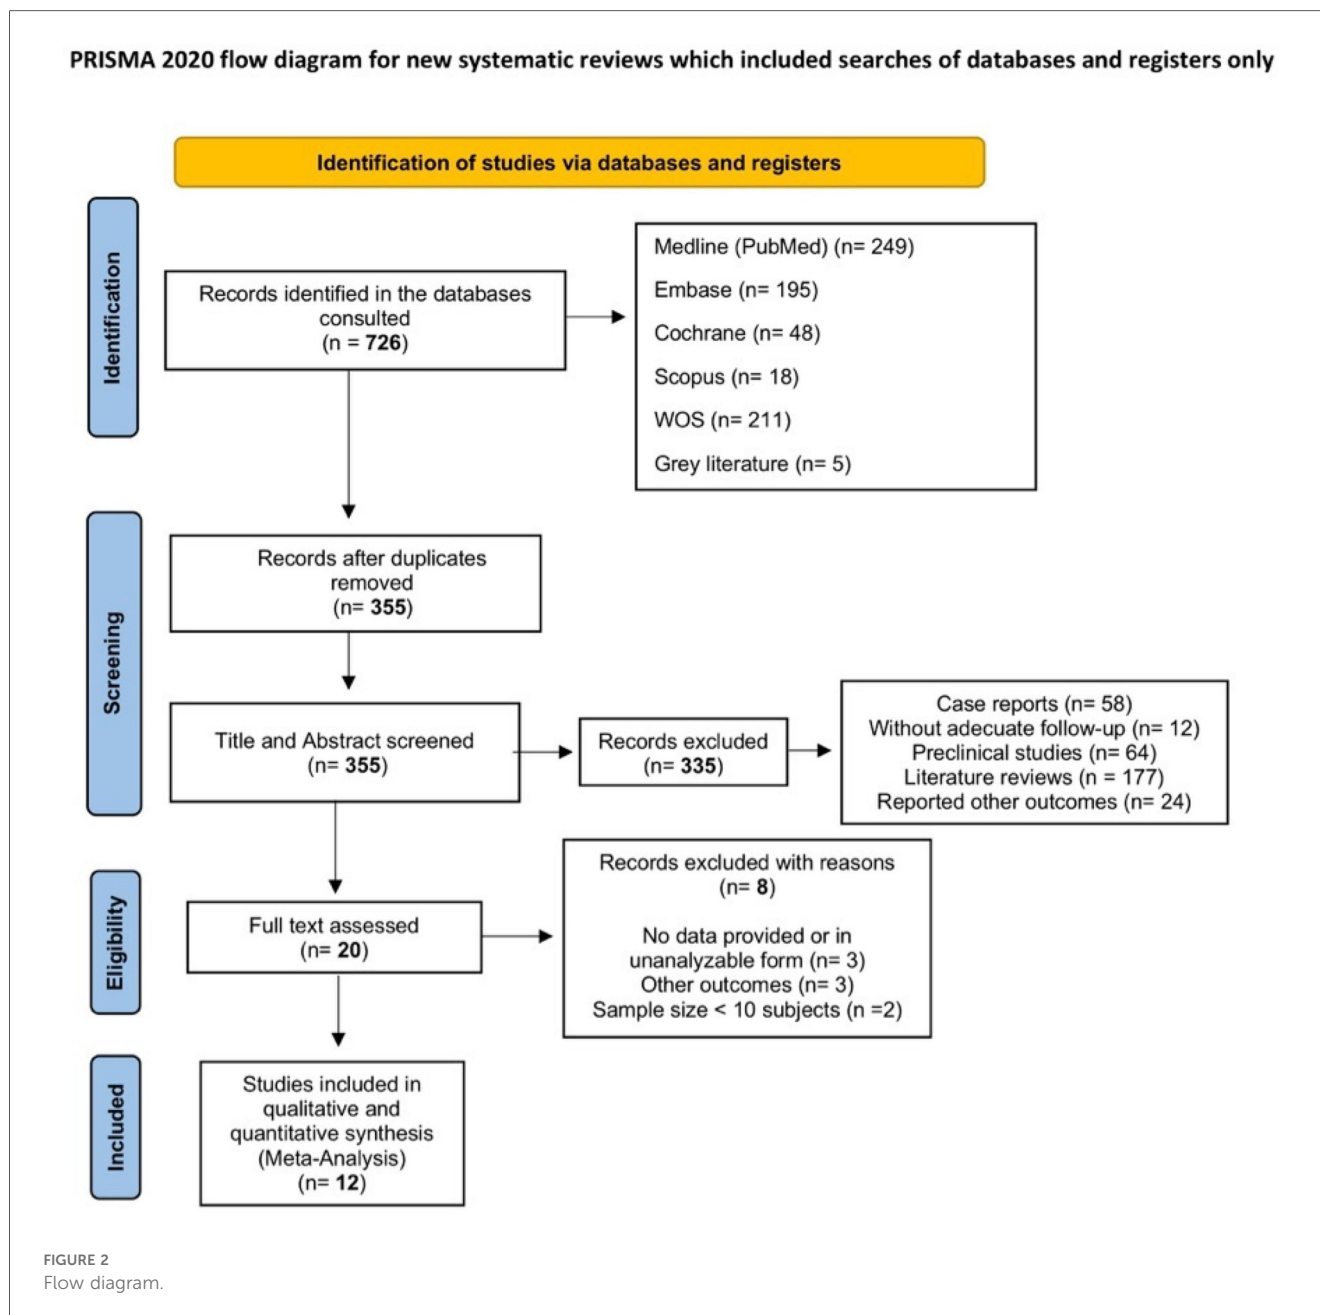 PRISMA 2020 flow diagram for new systematic reviews which included searches of databases and registers only
Identification of studies via databases and registers
Identification
Records identified in the databases
consulted
(n = 726)
Medline (PubMed) (n= 249)
Embase (n= 195)
Cochrane (n= 48)
Scopus (n= 18)
WOS (n= 211)
Grey literature (n= 5)
Screening
Records after duplicates
removed
(n= 355)
Title and Abstract screened
(n= 355)
Records excluded
(n= 335)
Case reports (n= 58)
Without adecuate follow-up (n= 12)
Preclinical studies (n= 64)
Literature reviews (n = 177)
Reported other outcomes (n= 24)
Eligibility
Full text assessed
(n= 20)
Records excluded with reasons
(n= 8)
No data provided or in
unanalyzable form (n= 3)
Other outcomes (n= 3)
Sample size < 10 subjects (n =2)
Included
Studies included in
qualitative and
quantitative synthesis
(Meta-Analysis)
(n= 12)
FIGURE 2
Flow diagram.